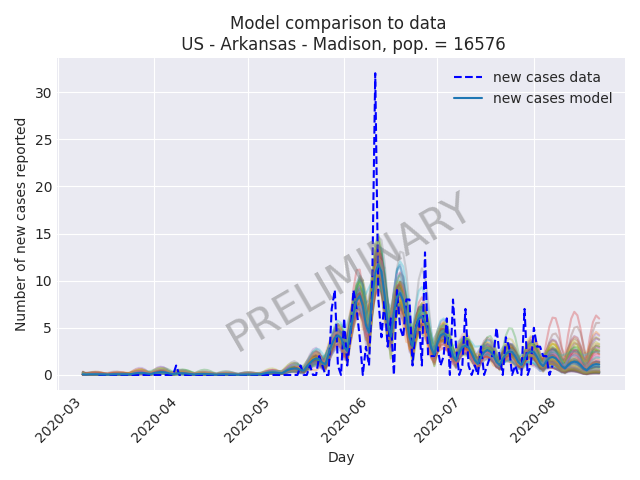 Model comparison to data
US - Arkansas - Madison, pop. = 16576
Number of new cases reported
30
25
20
15
10
5
0
new cases data
new cases model
PRELIMINARY
2020-03
2020-04
2020-05
2020-06
2020-07
2020-08
Day